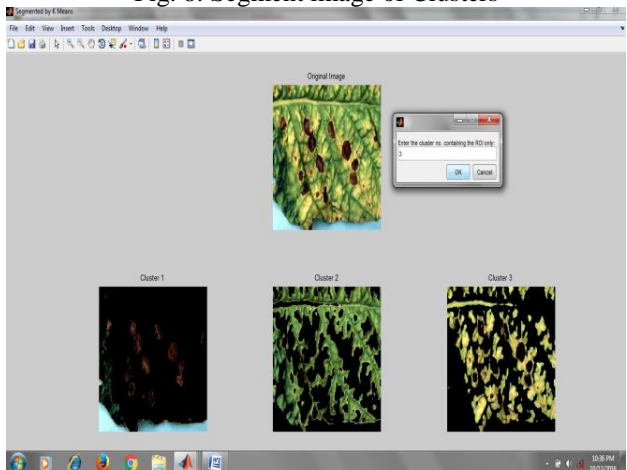 Fig. 6. Segment image of Clusters
Segmented by K Means
File Edit View Insert Tools Desktop Window Help
Original Image
Enter the cluster no. containing the ROI only:
3
OK Cancel
Cluster 1 Cluster 2 Cluster 3
10:36 PM